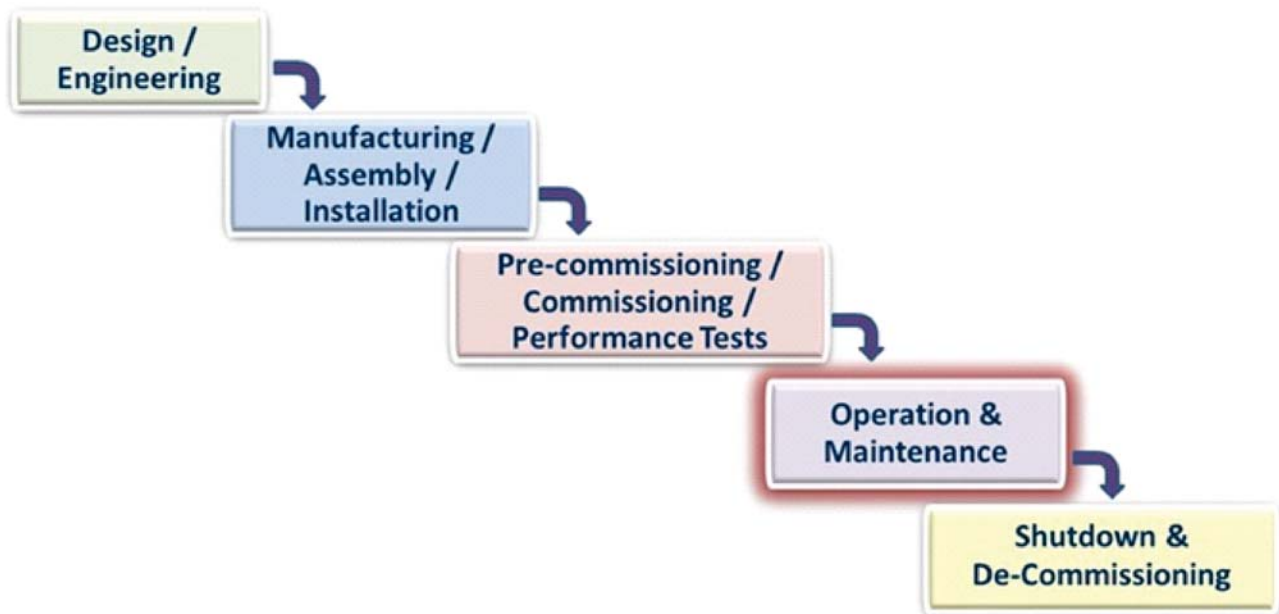 Design /
Engineering
Manufacturing /
Assembly /
Installation
Pre-commissioning /
Commissioning /
Performance Tests
Operation &
Maintenance
Shutdown &
De-Commissioning